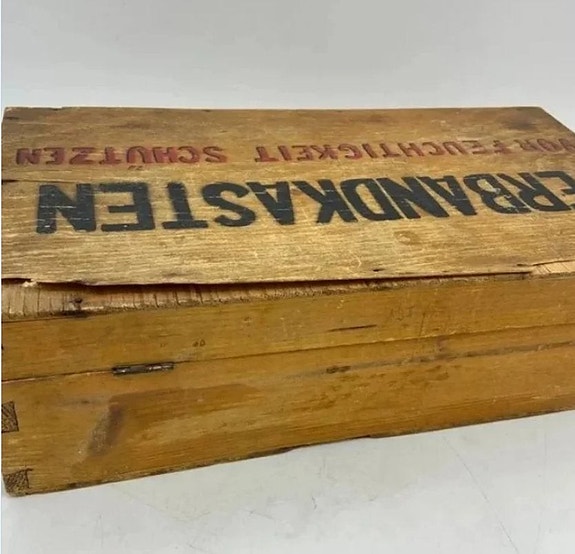 ERBANDKASTEN
VOR FEUCHTIGKEIT SCHÜTZEN